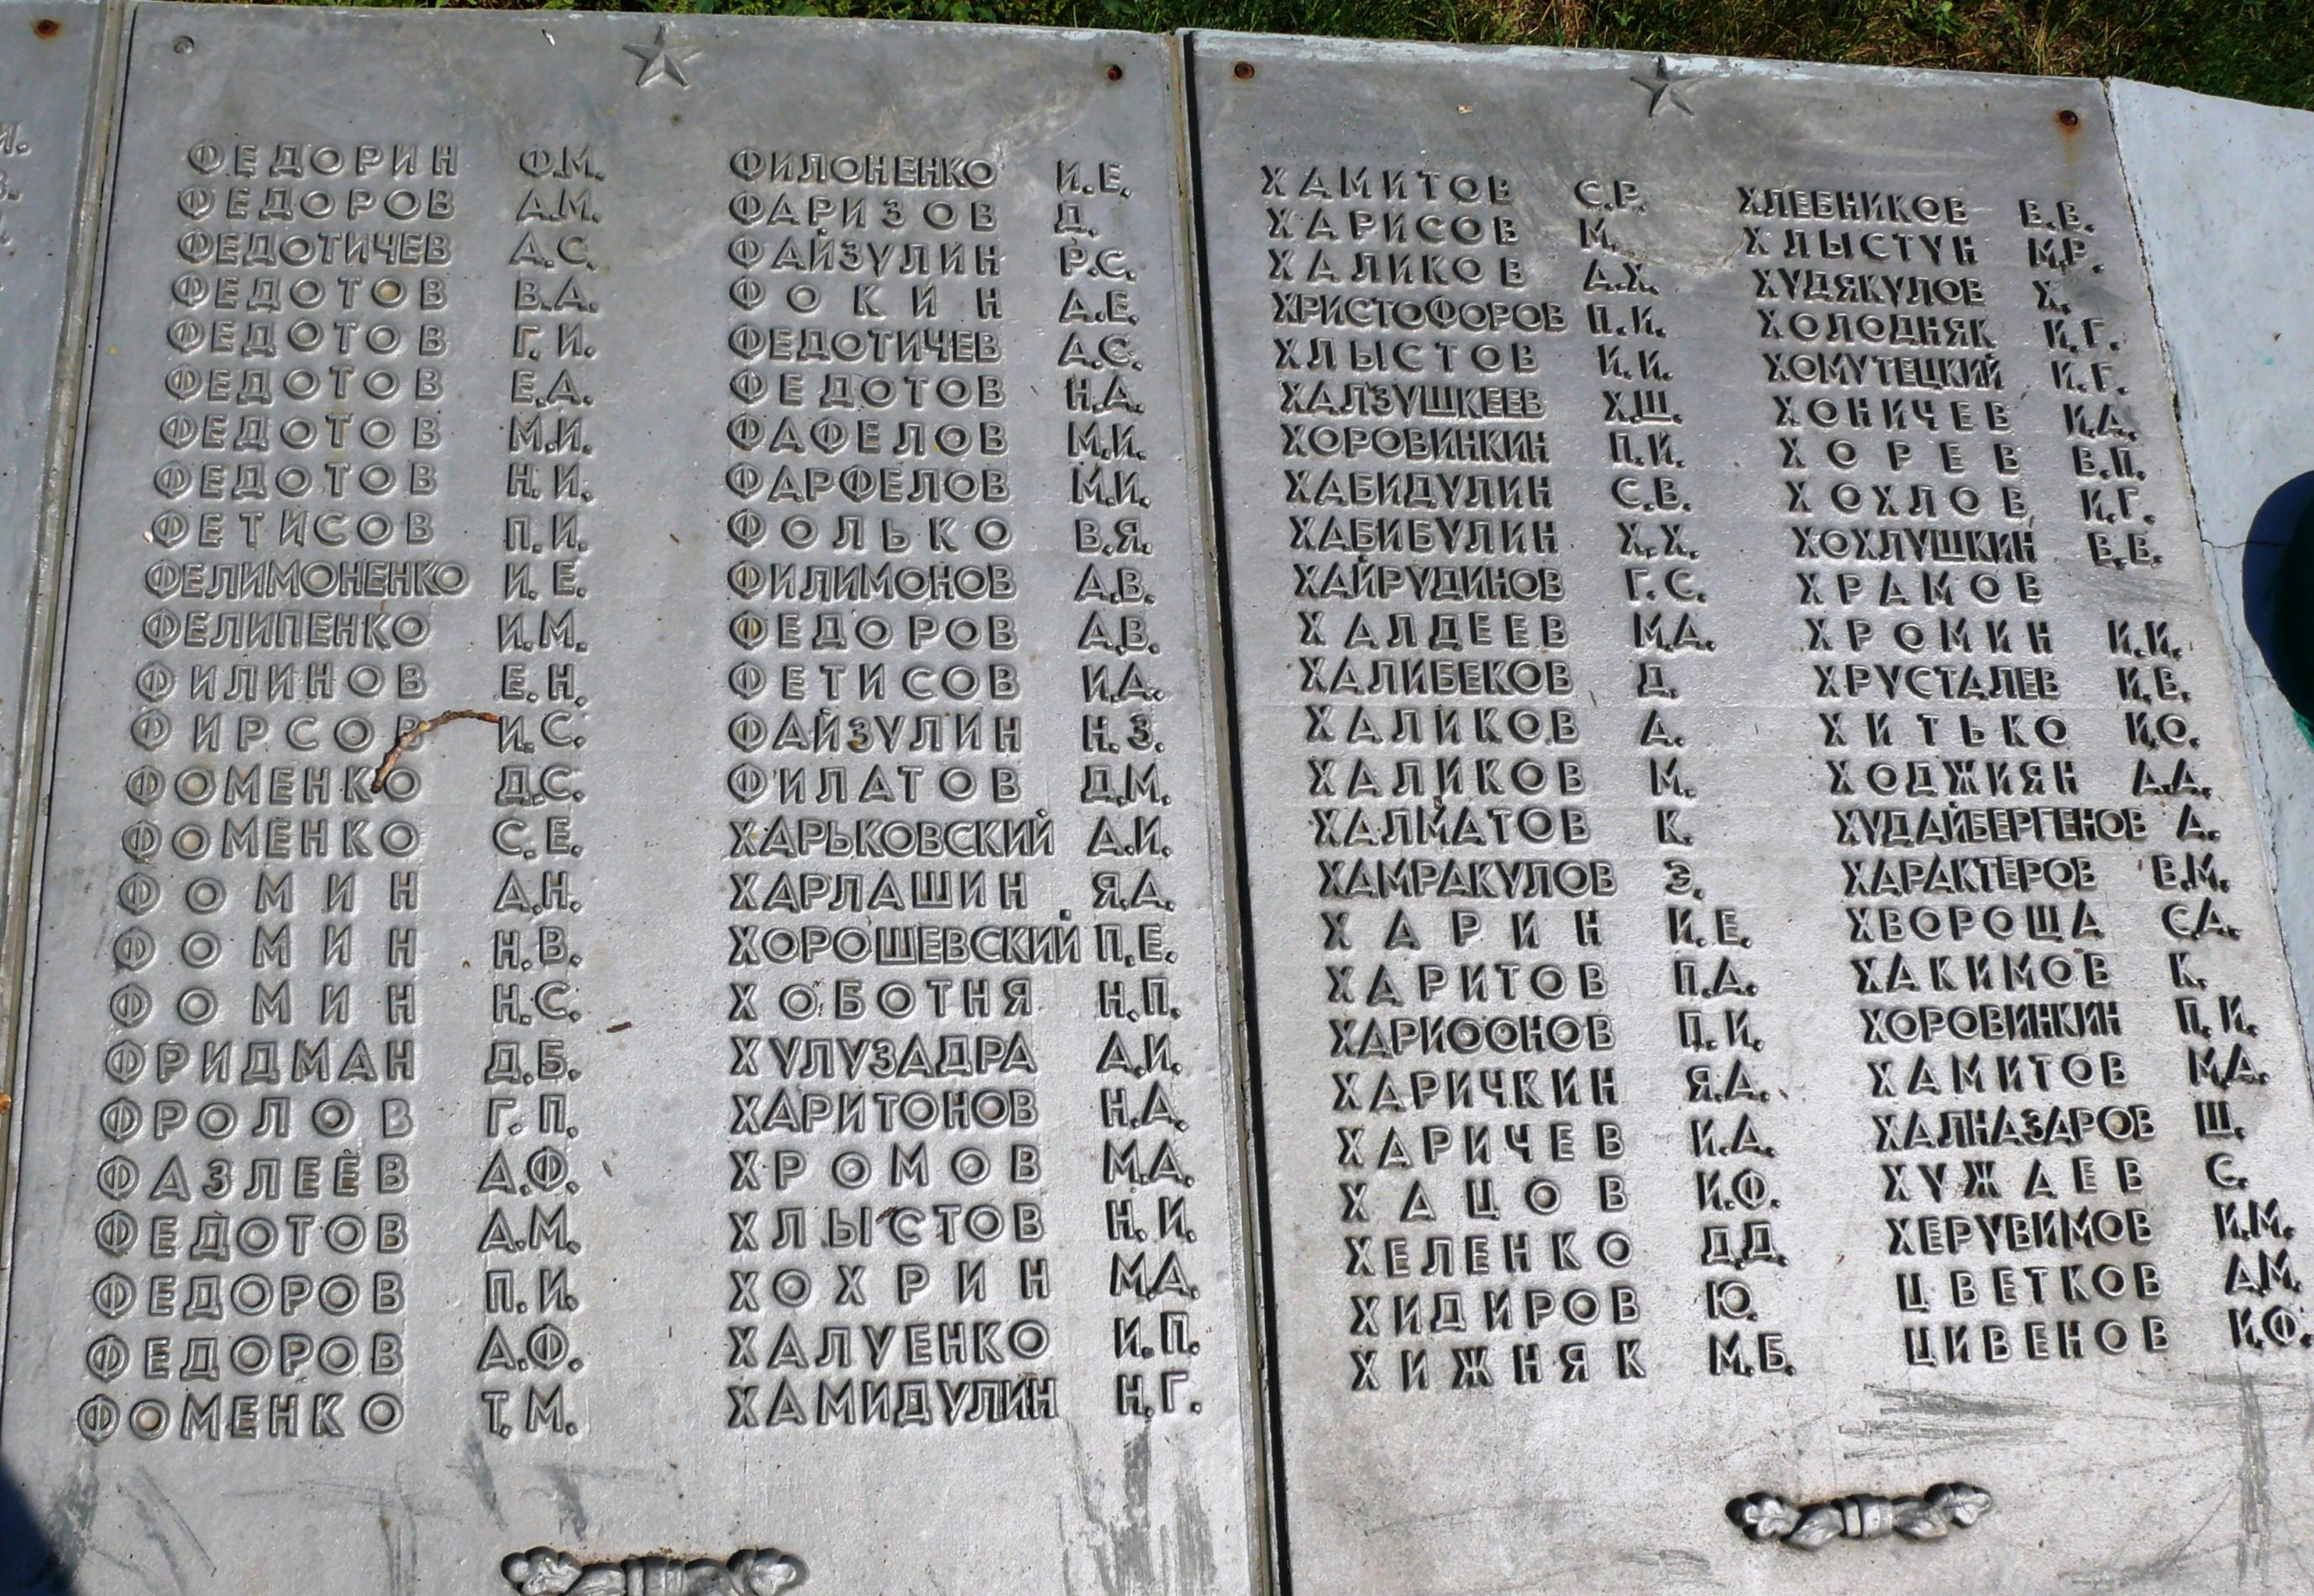 ФЕДОРИН Ф.М.
ФЕДОРОВ А.М.
ФЕДОТИЧЕВ А.С.
ФЕДОТОВ В.А.
ФЕДОТОВ Г.И.
ФЕДОТОВ Е.А.
ФЕДОТОВ М.И.
ФЕДОТОВ Н.И.
ФЕТИСОВ П.И.
ФЕЛИМОНЕНКО И.Е.
ФЕЛИПЕНКО И.М.
ФИЛИНОВ Е.Н.
ФИРСОВ И.С.
ФОМЕНКО Д.С.
ФОМЕНКО С.Е.
ФОМИН А.Н.
ФОМИН Н.В.
ФОМИН Н.С.
ФРИДМАН Д.Б.
ФРОЛОВ Г.П.
ФАЗЛЕЕВ А.Ф.
ФЕДОТОВ А.М.
ФЕДОРОВ П.И.
ФЕДОРОВ А.Ф.
ФОМЕНКО Т.М.
ФИЛОНЕНКО И.Е.
ФАРИЗОВ Д.
ФАЙЗУЛИН Р.С.
ФОКИН А.Е.
ФЕДОТИЧЕВ А.С.
ФЕДОТОВ Н.А.
ФАФЕЛОВ М.И.
ФАРФЕЛОВ М.И.
ФОЛЬКО В.Я.
ФИЛИМОНОВ А.В.
ФЕДОРОВ А.В.
ФЕТИСОВ И.А.
ФАЙЗУЛИН Н.З.
ФИЛАТОВ Д.М.
ХАРЬКОВСКИЙ А.И.
ХАРЛАШИН Я.А.
ХОРОШЕВСКИЙ П.Е.
ХОБОТНЯ Н.П.
ХУЛУЗАДРА А.И.
ХАРИТОНОВ Н.А.
ХРОМОВ М.А.
ХЛЫСТОВ Н.И.
ХОХРИН М.А.
ХАЛУЕНКО И.П.
ХАМИДУЛИН Н.Г.
ХАМИТОВ С.Р.
ХАРИСОВ М.
ХАЛИКОВ А.Х.
ХРИСТОФОРОВ П.И.
ХЛЫСТОВ И.И.
ХАЛЗУШКЕЕВ Х.Ш.
ХОРОВИНКИН П.И.
ХАБИДУЛИН С.В.
ХАБИБУЛИН Х.Х.
ХАЙРУДИНОВ Г.С.
ХАЛДЕЕВ М.А.
ХАЛИБЕКОВ Д.
ХАЛИКОВ А.
ХАЛИКОВ М.
ХАЛМАТОВ К.
ХАМРАКУЛОВ Э.
ХАРИН И.Е.
ХАРИТОВ П.А.
ХАРИООНОВ П.И.
ХАРИЧКИН Я.А.
ХАРИЧЕВ И.А.
ХАЦОВ И.Ф.
ХЕЛЕНКО Д.Д.
ХИДИРОВ Ю.
ХИЖНЯК М.Б.
ХЛЕБНИКОВ В.В.
ХЛЫСТУН М.Р.
ХУДЯКУЛОВ Х.
ХОЛОДНЯК И.Г.
ХОМУТЕЦКИЙ И.Г.
ХОНИЧЕВ И.А.
ХОРЕВ В.П.
ХОХЛОВ И.Г.
ХОХЛУШКИН В.В.
ХРАМОВ
ХРОМИН И.И.
ХРУСТАЛЕВ И.В.
ХИТЬКО И.О.
ХОДЖИЯН А.А.
ХУДАЙБЕРГЕНОВ А.
ХАРАКТЕРОВ В.М.
ХВОРОЩА С.А.
ХАКИМОВ К.
ХОРОВИНКИН П.И.
ХАМИТОВ М.А.
ХАЛНАЗАРОВ Ш.
ХУЖАЕВ С.
ХЕРУВИМОВ И.М.
ЦВЕТКОВ А.М.
ЦИВЕНОВ И.Ф.